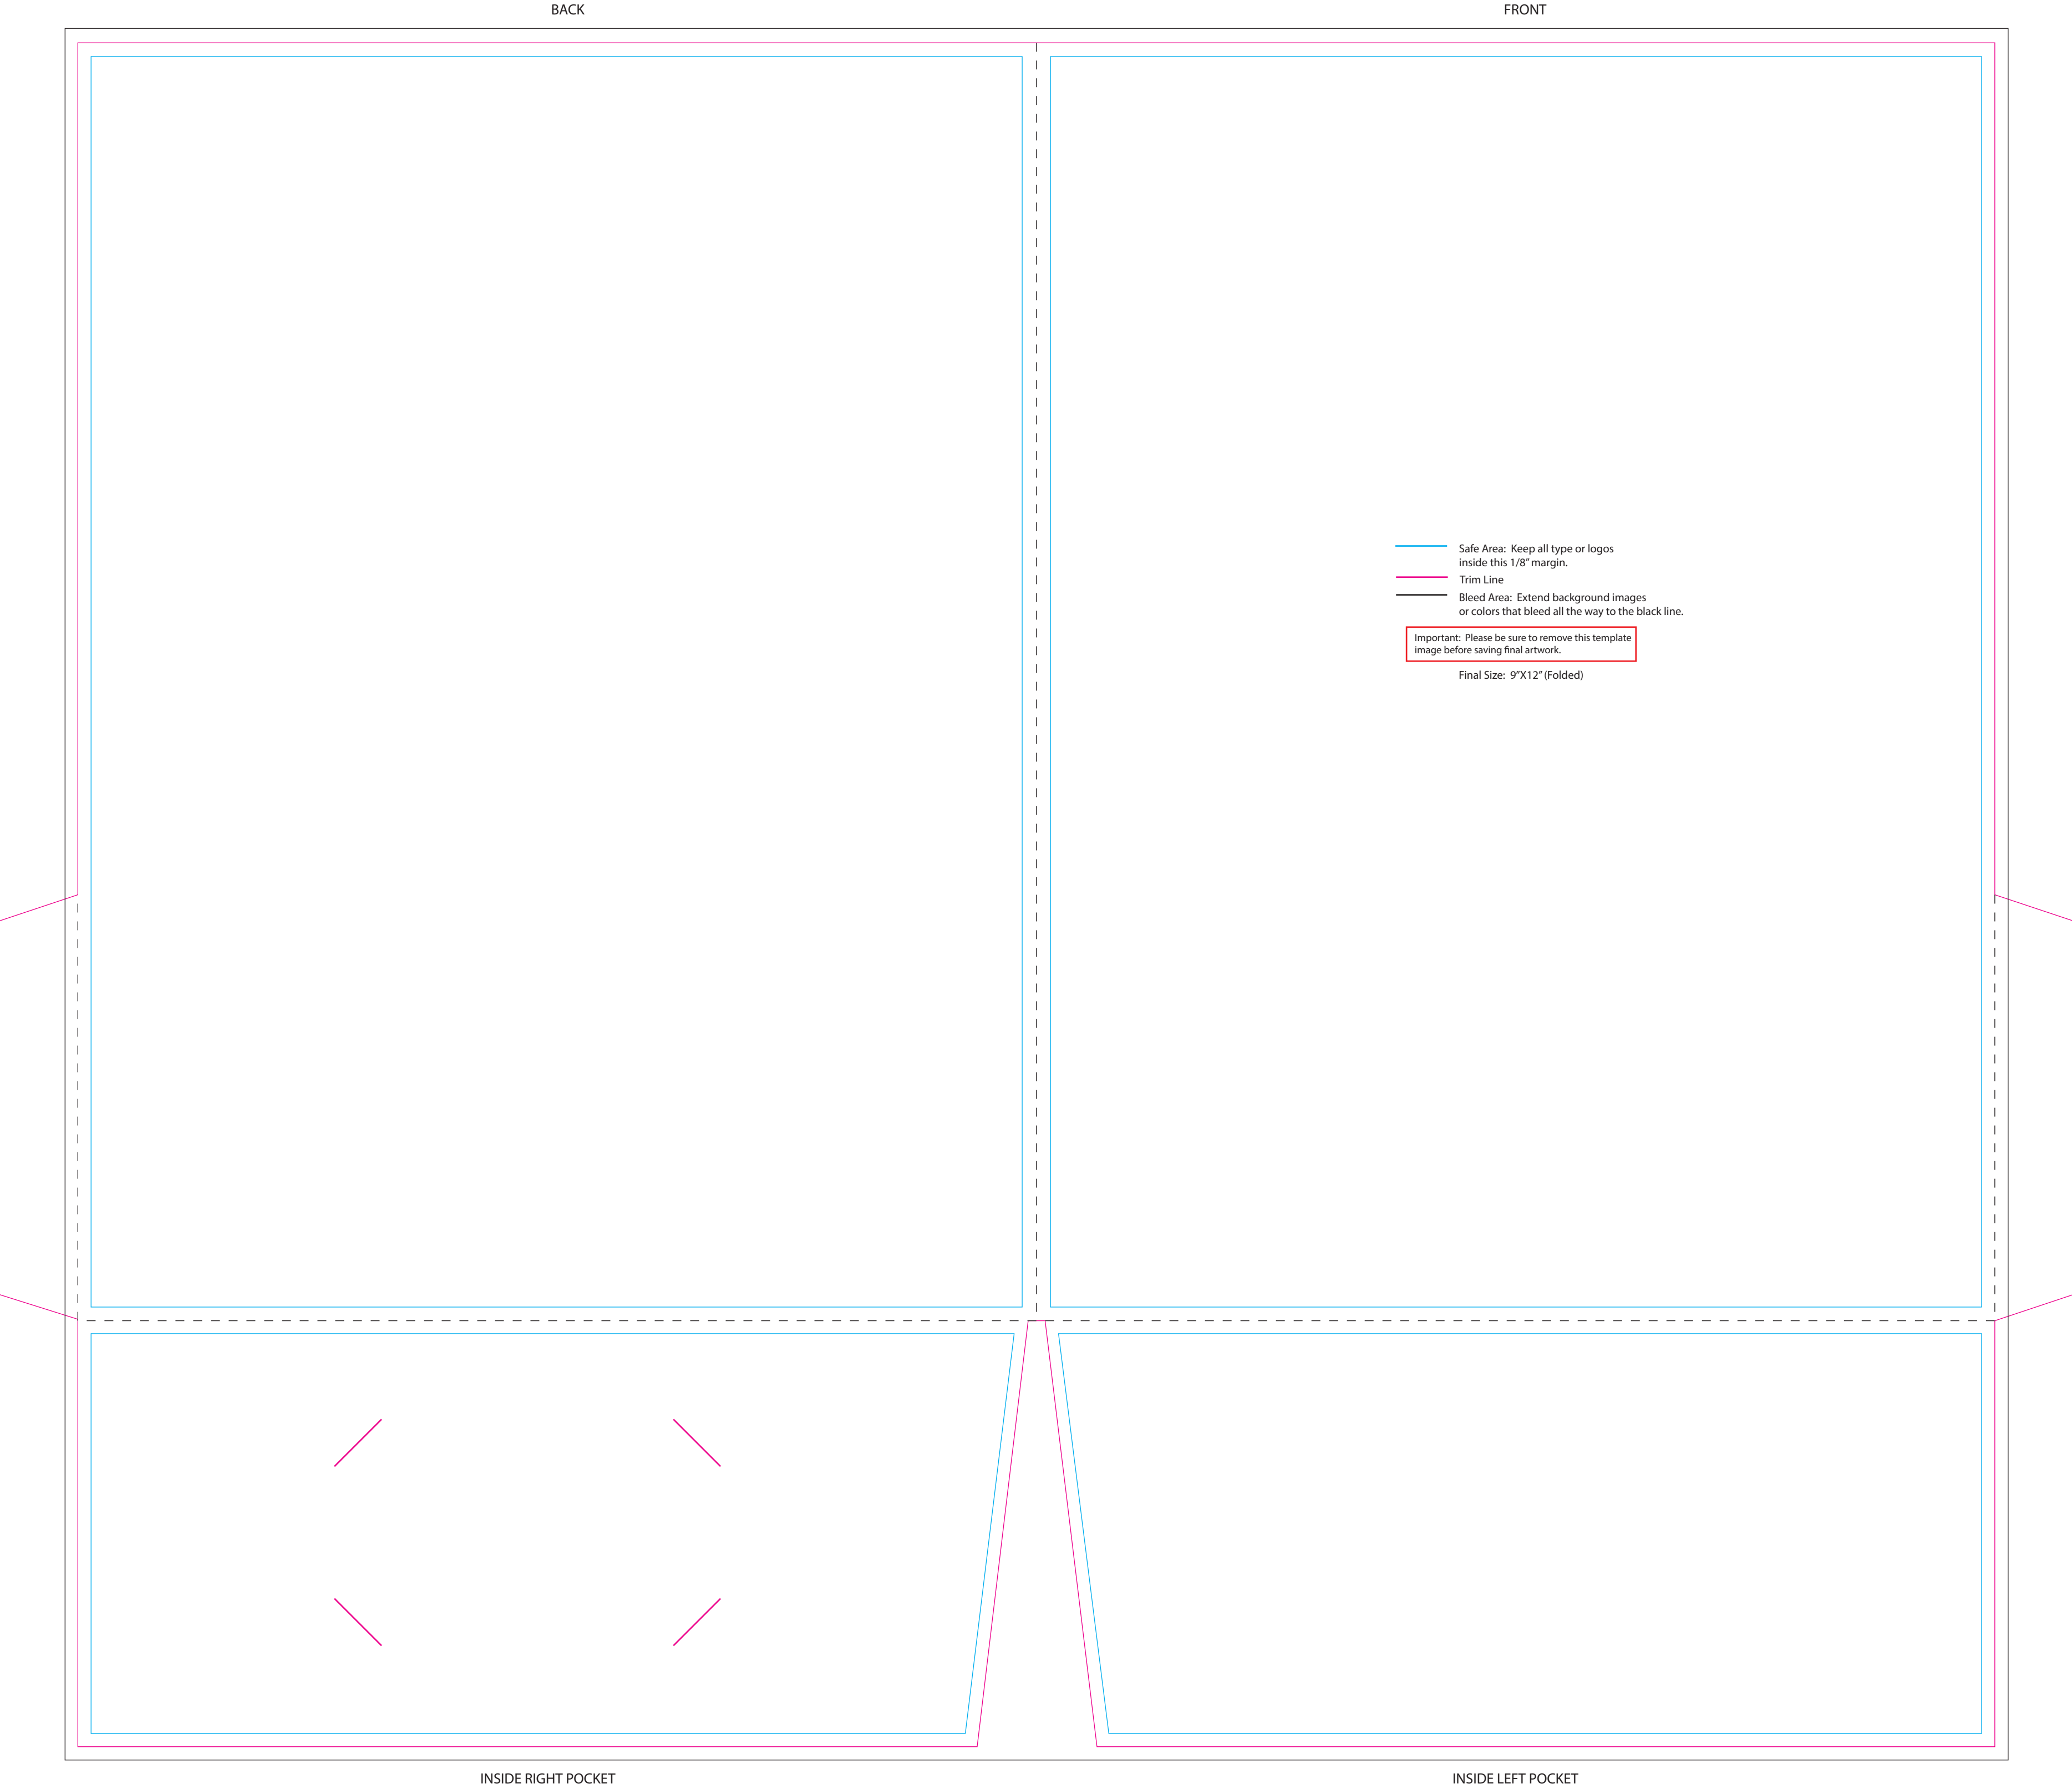 BACK
FRONT
Safe Area:  Keep all type or logos
inside this 1/8” margin.
Trim Line
Bleed Area:  Extend background images
or colors that bleed all the way to the black line.
Important:  Please be sure to remove this template
image before saving final artwork.
Final Size:  9”X12” (Folded)
INSIDE RIGHT POCKET
INSIDE LEFT POCKET